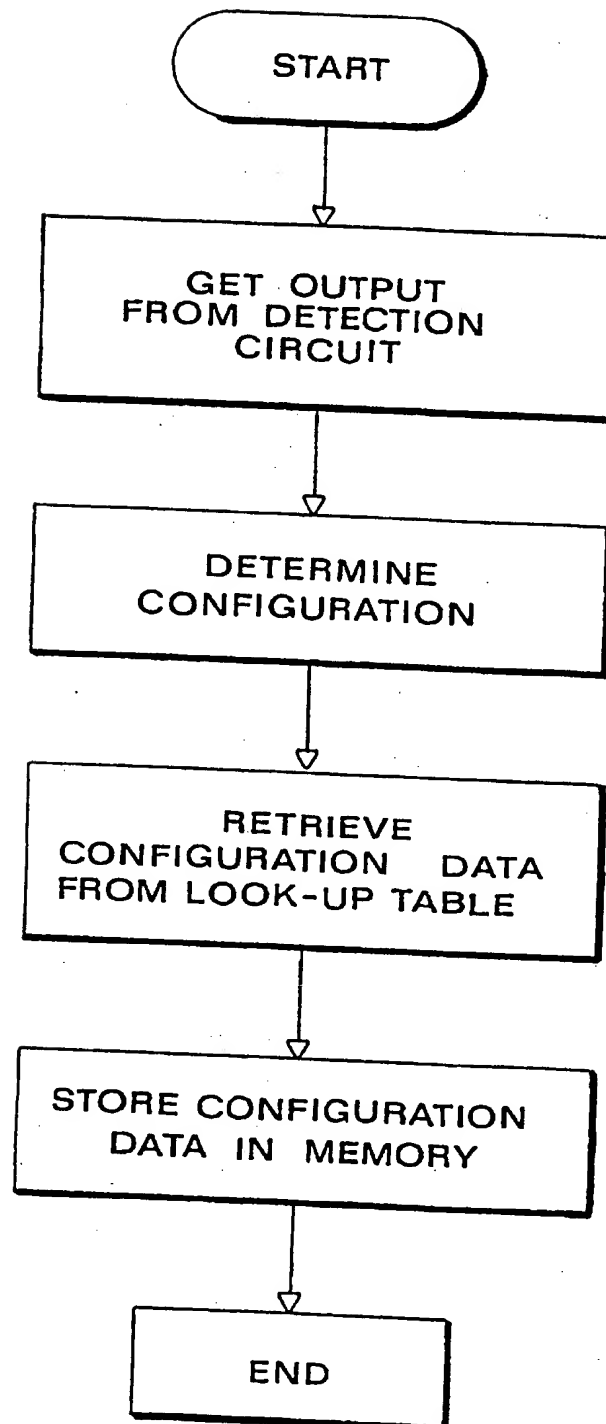 START
GET OUTPUT
FROM DETECTION
CIRCUIT
DETERMINE
CONFIGURATION
RETRIEVE
CONFIGURATION DATA
FROM LOOK-UP TABLE
STORE CONFIGURATION
DATA IN MEMORY
END